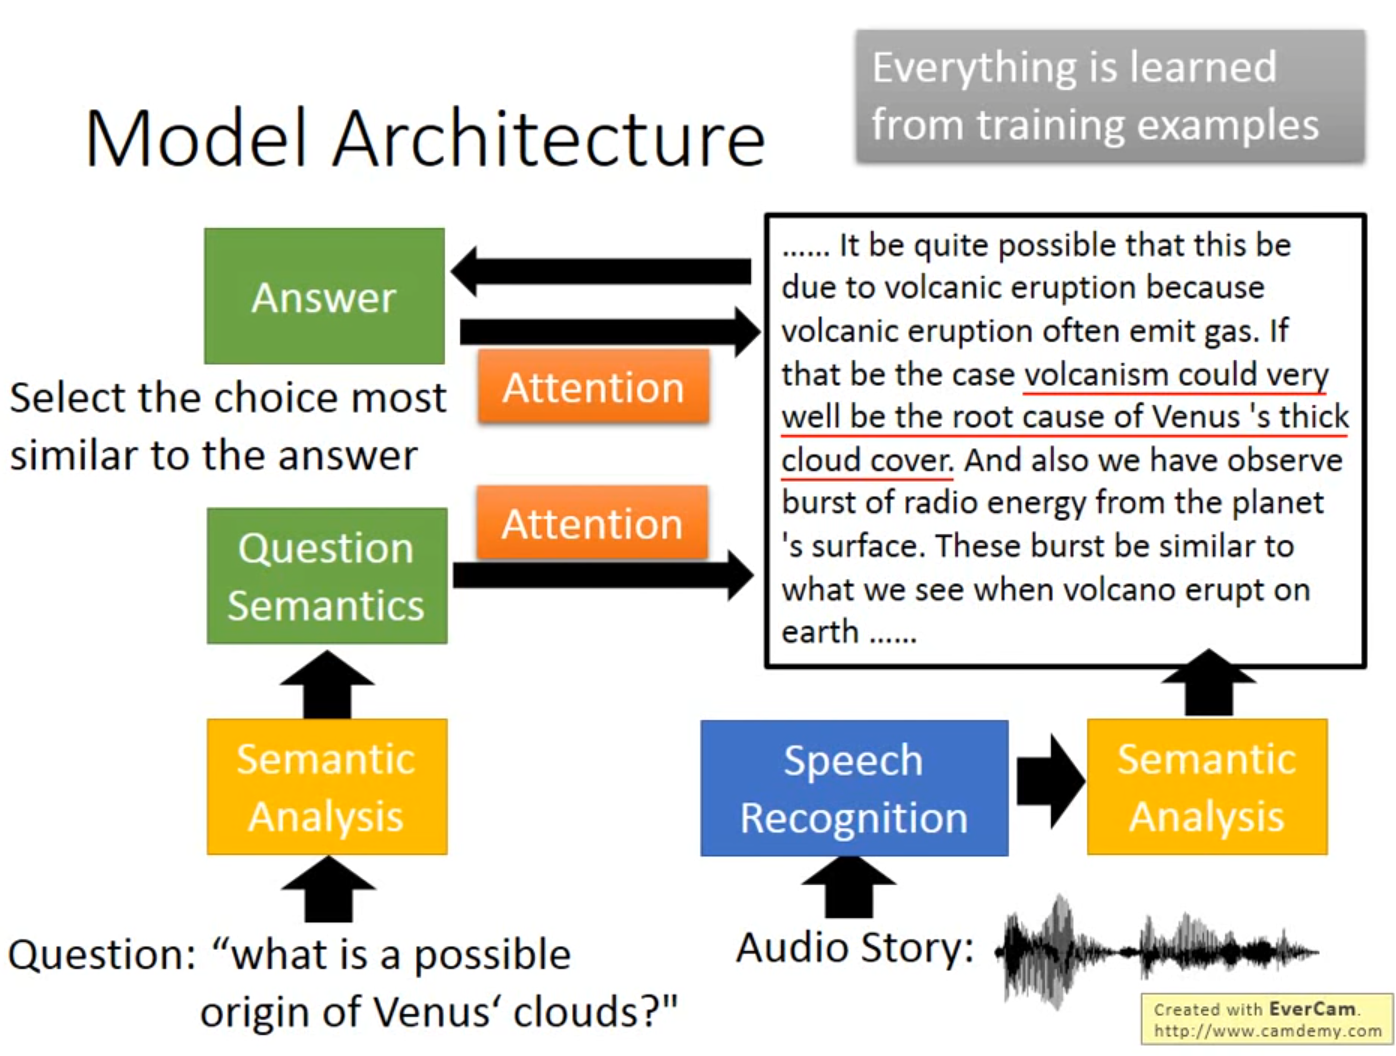 Everything is learned
from training examples
Model Architecture
Answer
Select the choice most
similar to the answer
Attention
Attention
Question
Semantics
...... It be quite possible that this be
due to volcanic eruption because
volcanic eruption often emit gas. If
that be the case volcanism could very
well be the root cause of Venus 's thick
cloud cover. And also we have observe
burst of radio energy from the planet
's surface. These burst be similar to
what we see when volcano erupt on
earth ......
Semantic
Analysis
Speech
Recognition
Semantic
Analysis
Question: “what is a possible
origin of Venus‘ clouds?"
Audio Story:
Created with EverCam.
http://www.camdemy.com